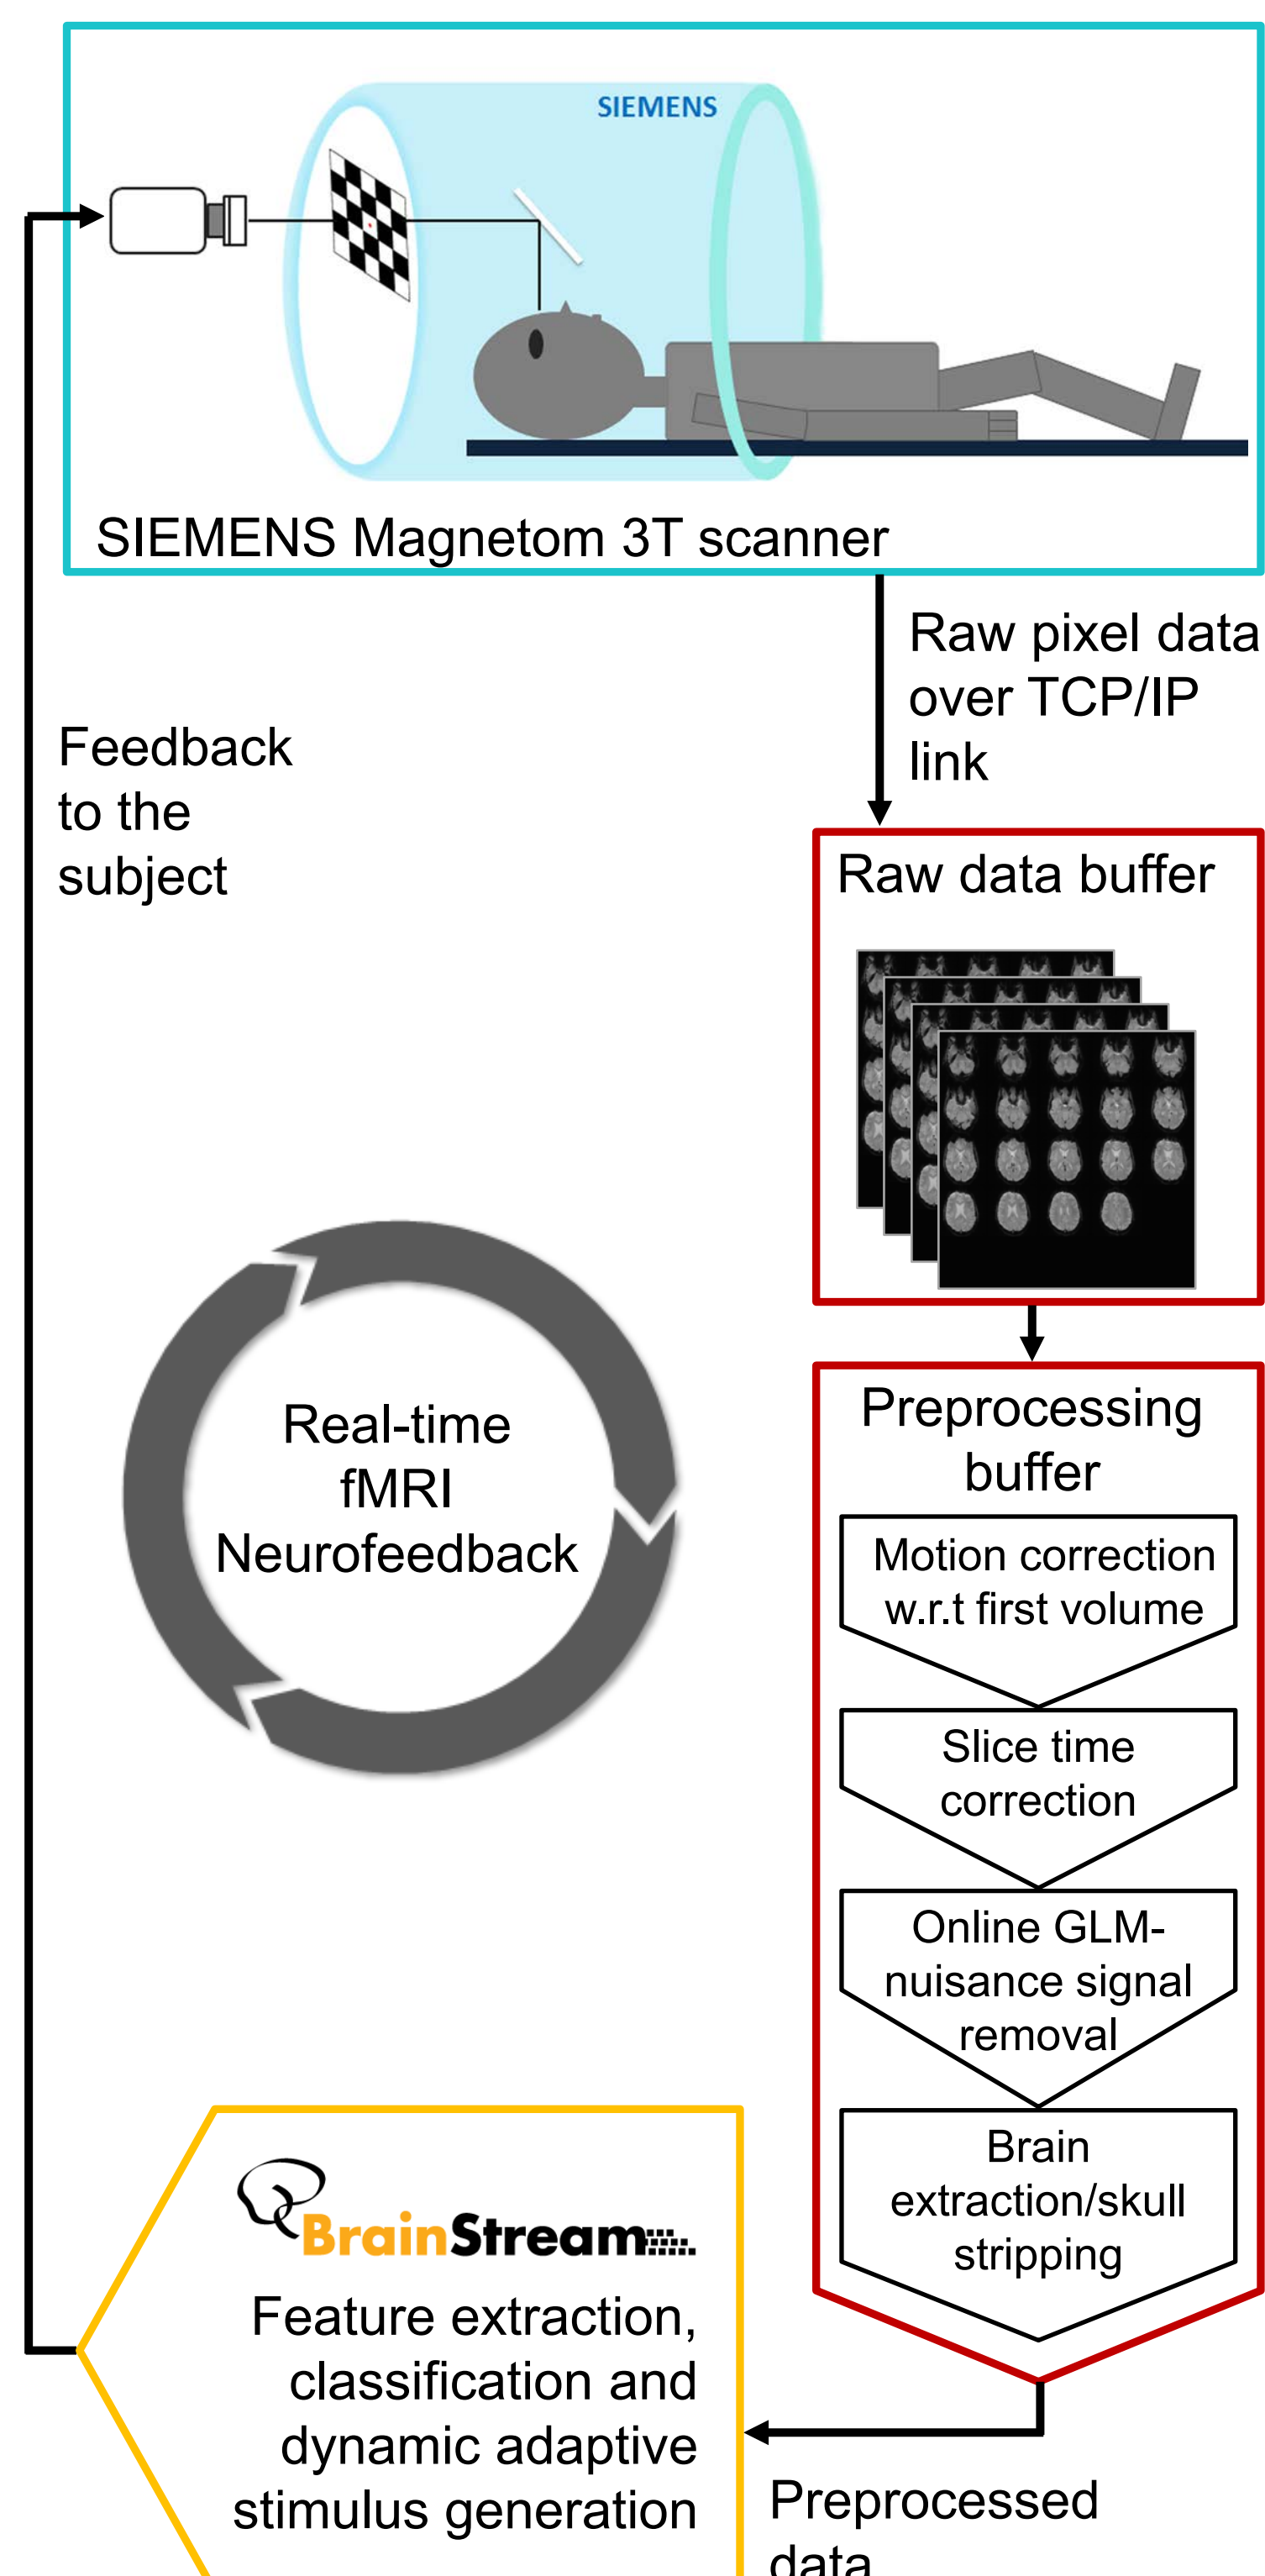 SIEMENS
SIEMENS Magnetom 3T scanner
Raw pixel data
over TCP/IP
link
Feedback
to the
subject
Raw data buffer
Real-time
fMRI
Neurofeedback
Preprocessing
buffer
Motion correction
w.r.t first volume
Slice time
correction
Online GLM-
nuisance signal
removal
Brain
extraction/skull
stripping
BrainStream
Feature extraction,
classification and
dynamic adaptive
stimulus generation
Preprocessed
data